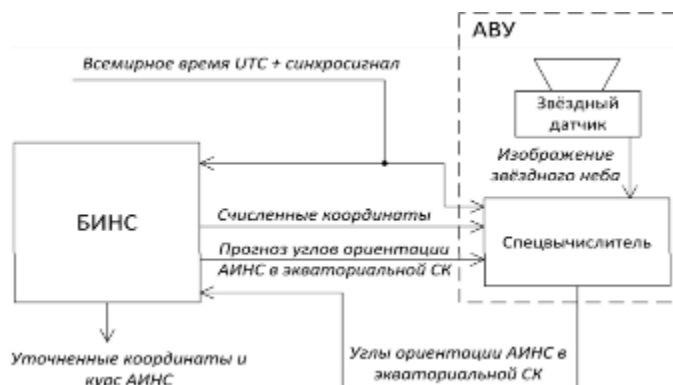 АВУ
Всемирное время UTC + синхросигнал
Звёздный
датчик
Изображение
звёздного неба
БИНС
Счисленные координаты
Спецвычислитель
Прогноз углов ориентации
АИНС в экваториальной СК
Уточненные координаты и
курс АИНС
Углы ориентации АИНС в
экваториальной СК